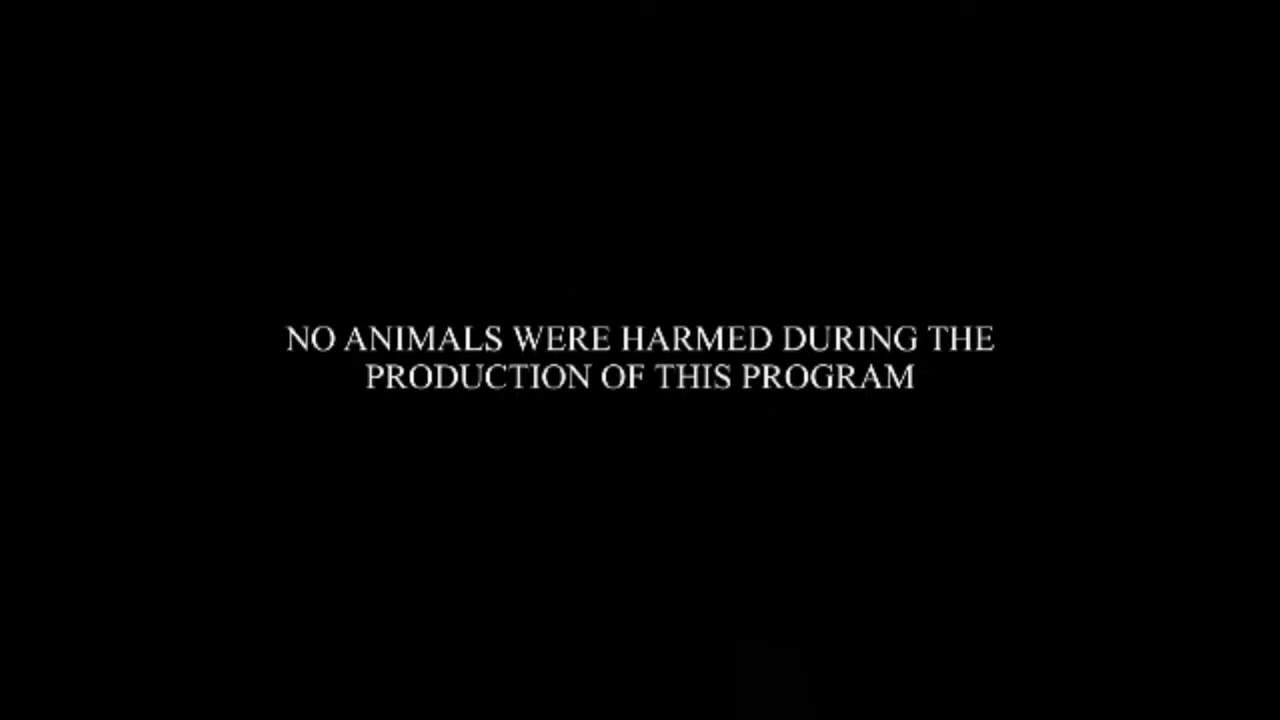 NO ANIMALS WERE HARMED DURING THE
PRODUCTION OF THIS PROGRAM